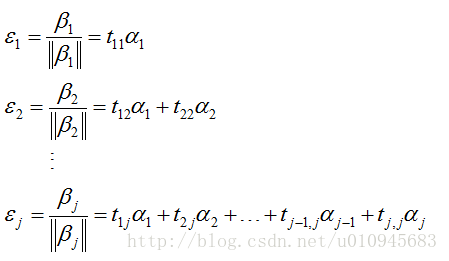 ε₁ = β₁ / ‖β₁‖ = t₁₁α₁
ε₂ = β₂ / ‖β₂‖ = t₁₂α₁ + t₂₂α₂
⋮
εⱼ = βⱼ / ‖βⱼ‖ = t₁ⱼα₁ + t₂ⱼα₂ + … + tⱼ₋₁,ⱼαⱼ₋₁ + tⱼ,ⱼαⱼ
http://blog.csdn.net/u010945683